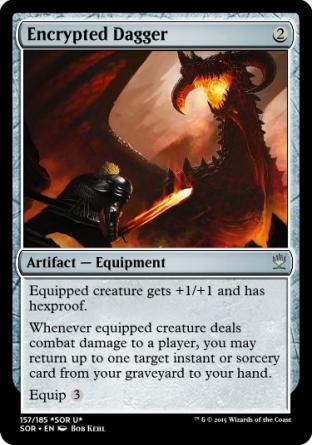 Encrypted Dagger 2
Artifact — Equipment
Equipped creature gets +1/+1 and has
hexproof.
Whenever equipped creature deals
combat damage to a player, you may
return up to one target instant or sorcery
card from your graveyard to your hand.
Equip 3
157/185 *SOR U*
SOR • EN BOB KEHL
™ & © 2015 Wizards of the Coast